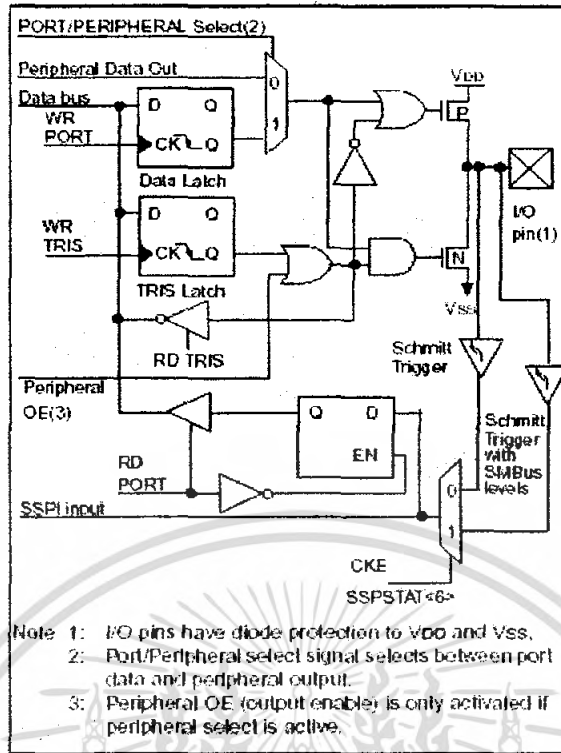 PORT/PERIPHERAL Select(2)
Peripheral Data Out
Data bus
WR
PORT
D Q
CK Q
Data Latch
0
1
VDD
P
I/O
pin(1)
WR
TRIS
D Q
CK Q
TRIS Latch
N
VSS
RD TRIS
Schmitt
Trigger
Peripheral
OE(3)
Q D
EN
Schmitt
Trigger
with
SMBus
levels
RD
PORT
SSPI input
0
1
CKE
SSPSTAT<6>
Note 1: I/O pins have diode protection to VDD and VSS.
2: Port/Peripheral select signal selects between port
data and peripheral output.
3: Peripheral OE (output enable) is only activated if
peripheral select is active.